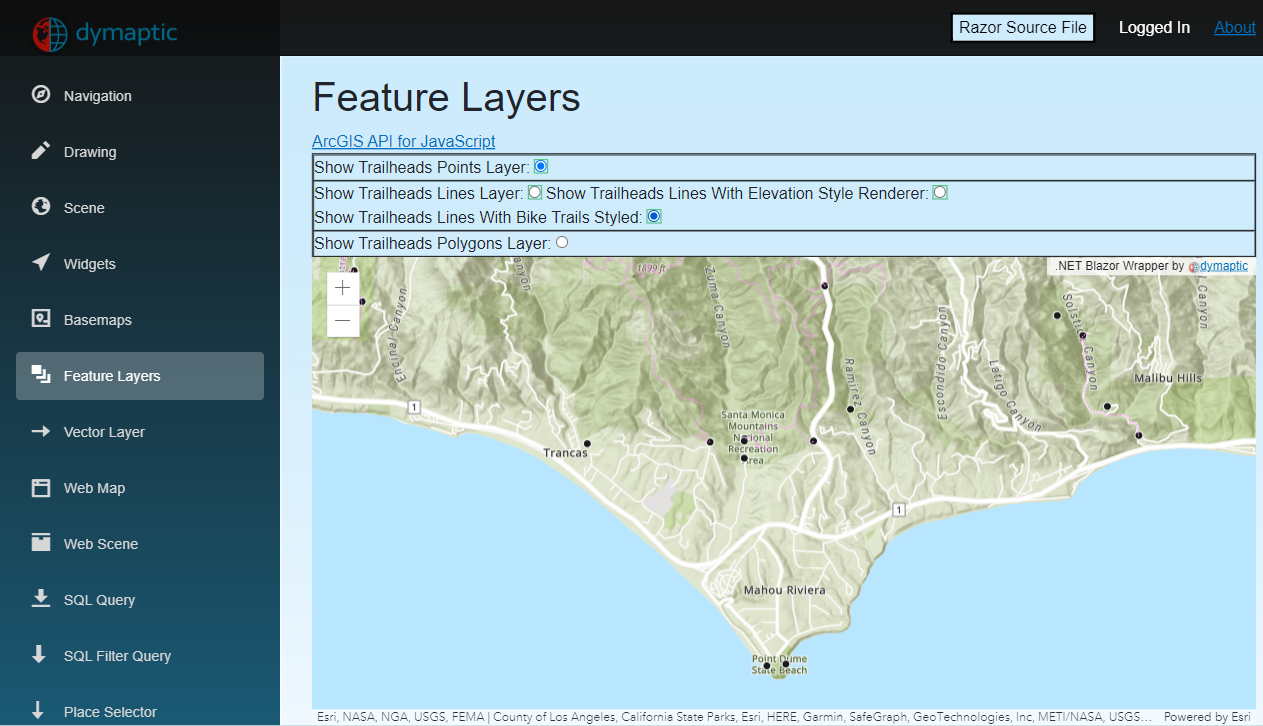 dymaptic
Razor Source File
Logged In
About
Navigation
Drawing
Scene
Widgets
Basemaps
Feature Layers
Vector Layer
Web Map
Web Scene
SQL Query
SQL Filter Query
Place Selector
Feature Layers
ArcGIS API for JavaScript
Show Trailheads Points Layer:
Show Trailheads Lines Layer: Show Trailheads Lines With Elevation Style Renderer:
Show Trailheads Lines With Bike Trails Styled:
Show Trailheads Polygons Layer:
.NET Blazor Wrapper by dymaptic
+
−
1899 ft
Encinal Canyon
Zuma Canyon
Ramirez Canyon
Escondido Canyon
Latigo Canyon
Solstice Canyon
Canyon
Malibu Hills
1
Trancas
Santa Monica
Mountains
National
Recreation
Area
1
Mahou Riviera
Point Dume
State Beach
Esri, NASA, NGA, USGS, FEMA | County of Los Angeles, California State Parks, Esri, HERE, Garmin, SafeGraph, GeoTechnologies, Inc, METI/NASA, USGS...
Powered by Esri